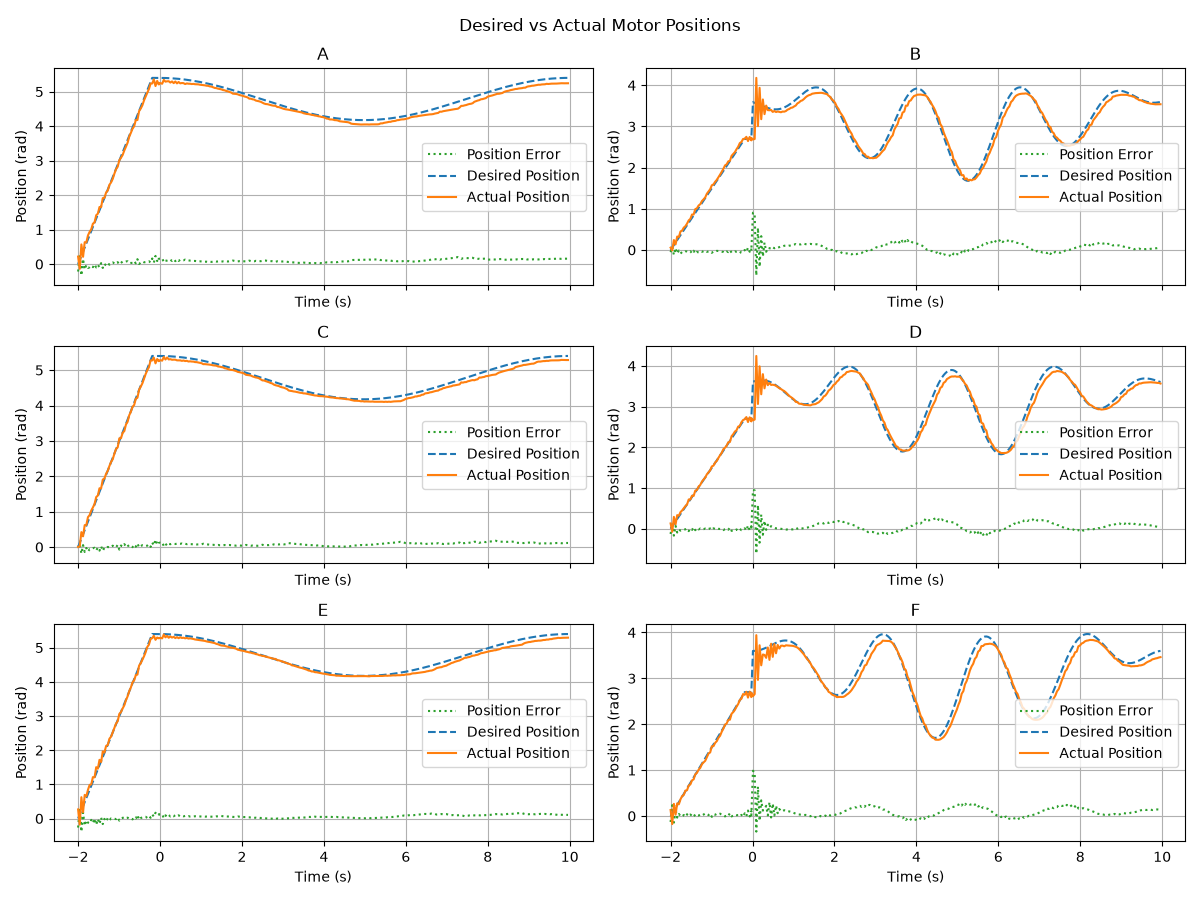 Desired vs Actual Motor Positions
A
5
4
3
2
1
0
Position (rad)
Position Error
Desired Position
Actual Position
Time (s)
B
4
3
2
1
0
Position (rad)
Position Error
Desired Position
Actual Position
Time (s)
C
5
4
3
2
1
0
Position (rad)
Position Error
Desired Position
Actual Position
Time (s)
D
4
3
2
1
0
Position (rad)
Position Error
Desired Position
Actual Position
Time (s)
E
5
4
3
2
1
0
Position (rad)
Position Error
Desired Position
Actual Position
−2 0 2 4 6 8 10
Time (s)
F
4
3
2
1
0
Position (rad)
Position Error
Desired Position
Actual Position
−2 0 2 4 6 8 10
Time (s)